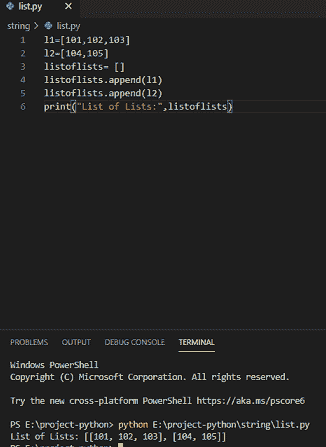 list.py
string > list.py
1 l1=[101,102,103]
2 l2=[104,105]
3 listoflists= []
4 listoflists.append(l1)
5 listoflists.append(l2)
6 print("List of Lists:",listoflists)
PROBLEMS OUTPUT DEBUG CONSOLE TERMINAL
Windows PowerShell
Copyright (C) Microsoft Corporation. All rights reserved.
Try the new cross-platform PowerShell https://aka.ms/pscore6
PS E:\project-python> python E:\project-python\string\list.py
List of Lists: [[101, 102, 103], [104, 105]]
PS E:\project-python>